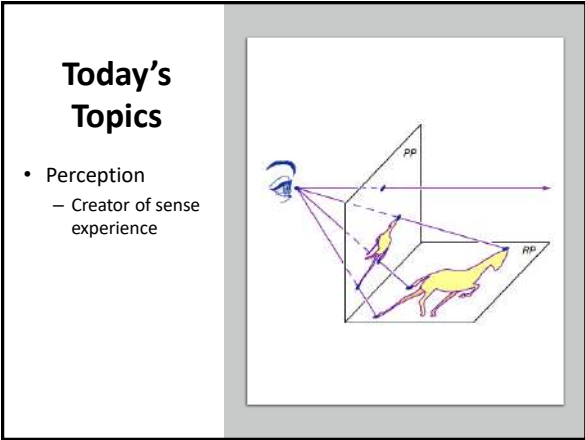 Today's
Topics
• Perception
– Creator of sense
experience
PP
RP